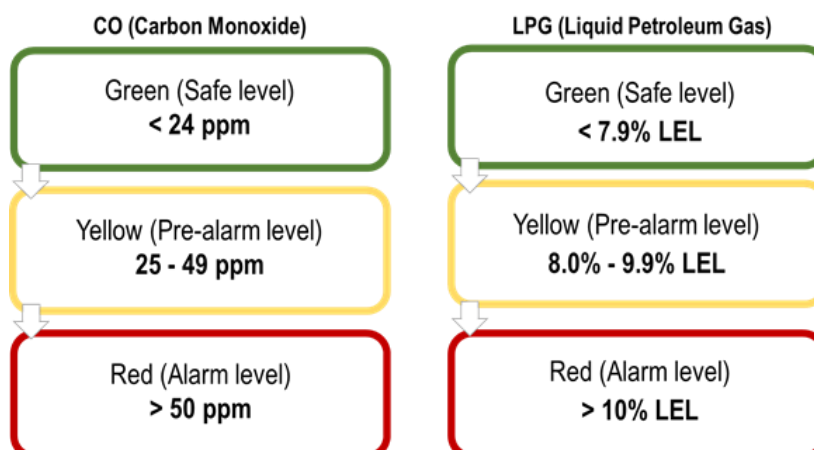 CO (Carbon Monoxide)
Green (Safe level)
< 24 ppm
Yellow (Pre-alarm level)
25 - 49 ppm
Red (Alarm level)
> 50 ppm
LPG (Liquid Petroleum Gas)
Green (Safe level)
< 7.9% LEL
Yellow (Pre-alarm level)
8.0% - 9.9% LEL
Red (Alarm level)
> 10% LEL